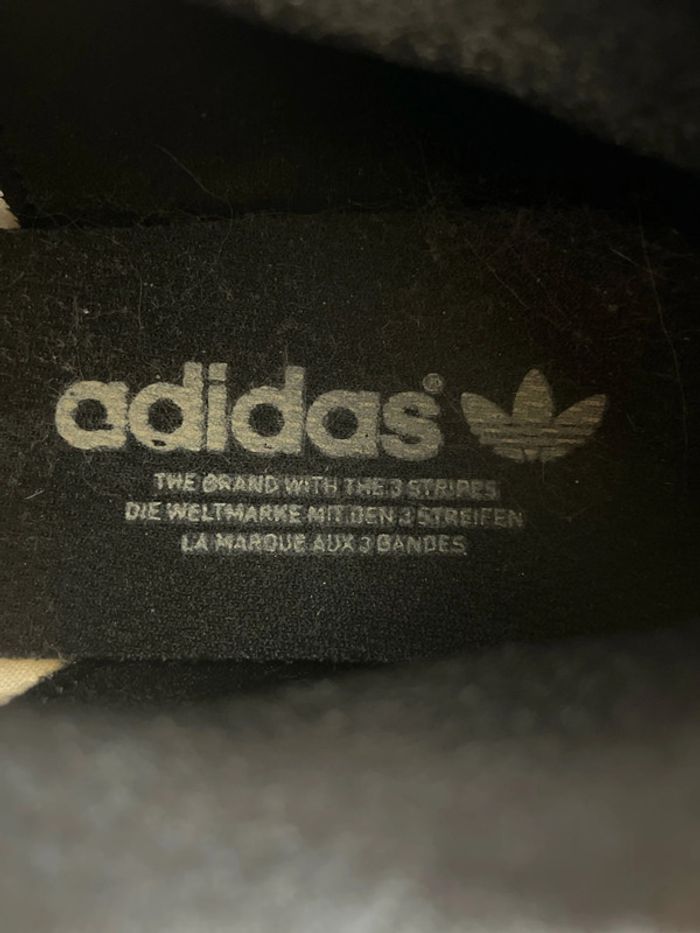 adidas®
THE BRAND WITH THE 3 STRIPES
DIE WELTMARKE MIT DEN 3 STREIFEN
LA MARQUE AUX 3 BANDES